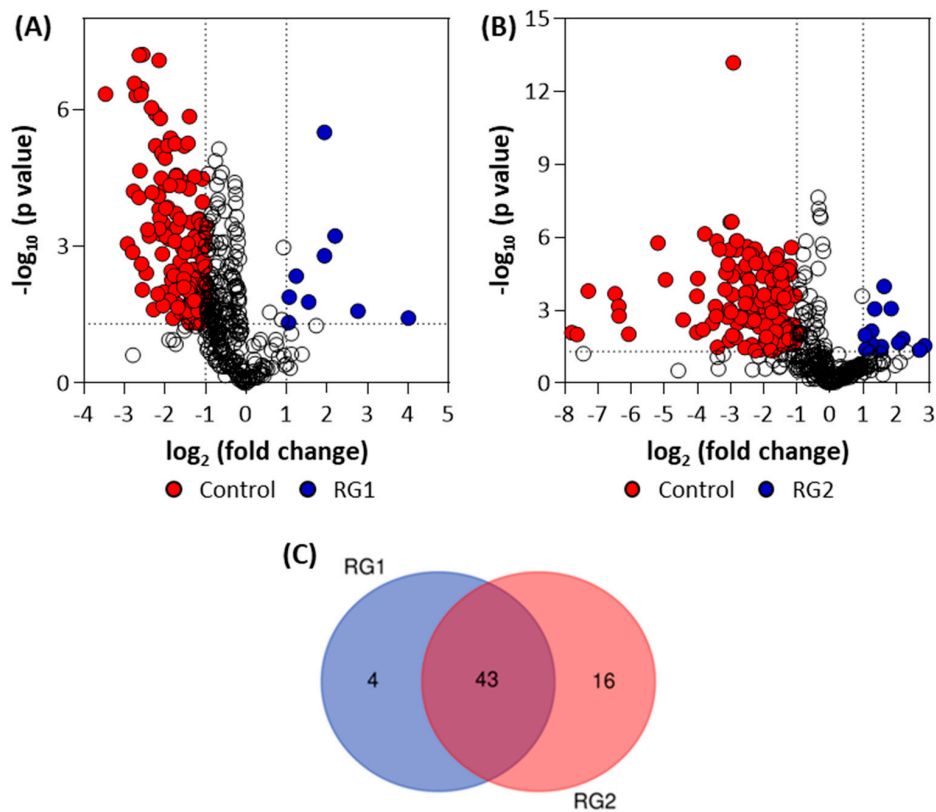 (A)
-log10 (p value)
6
3
0
-4 -3 -2 -1 0 1 2 3 4 5
log2 (fold change)
Control RG1
(B)
-log10 (p value)
15
12
9
6
3
0
-8 -7 -6 -5 -4 -3 -2 -1 0 1 2 3
log2 (fold change)
Control RG2
(C)
RG1
4 43 16
RG2